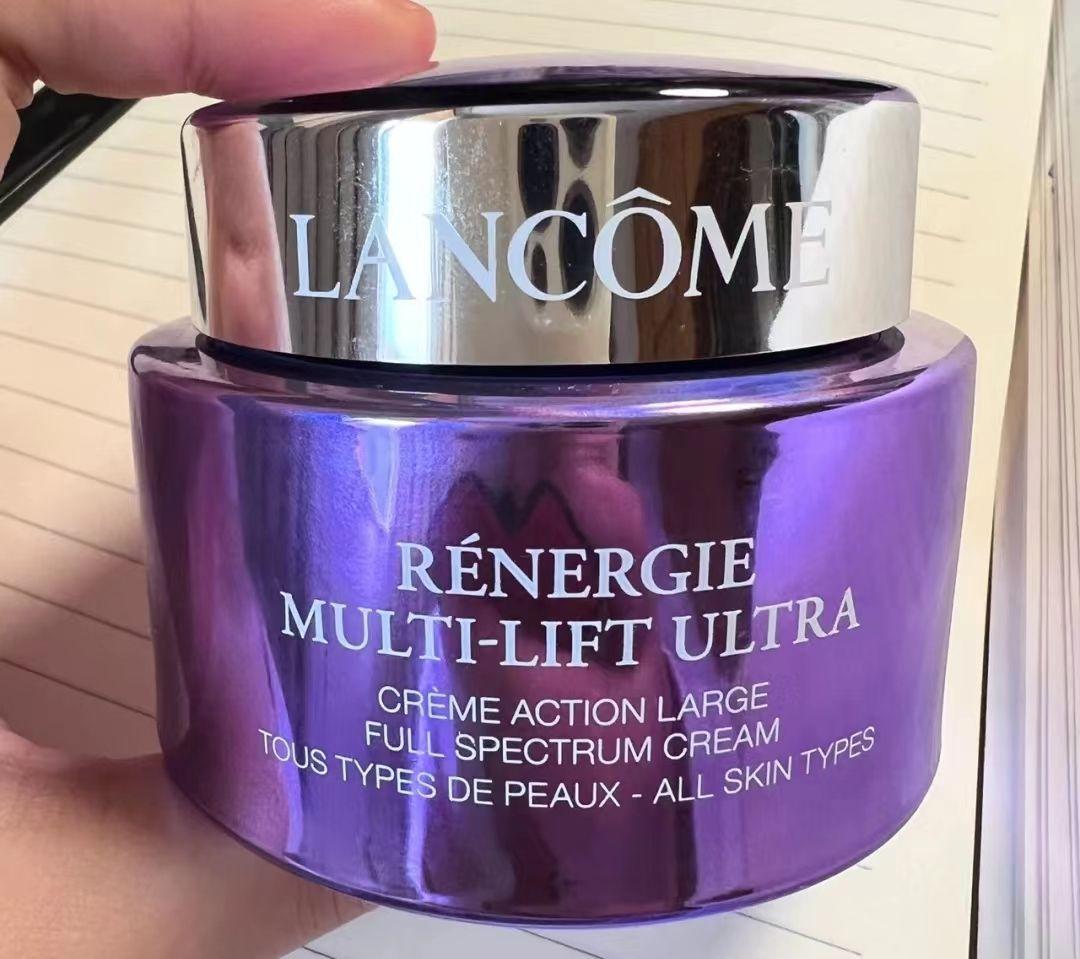 LANCÔME
RÉNERGIE
MULTI-LIFT ULTRA
CRÈME ACTION LARGE
FULL SPECTRUM CREAM
TOUS TYPES DE PEAUX - ALL SKIN TYPES